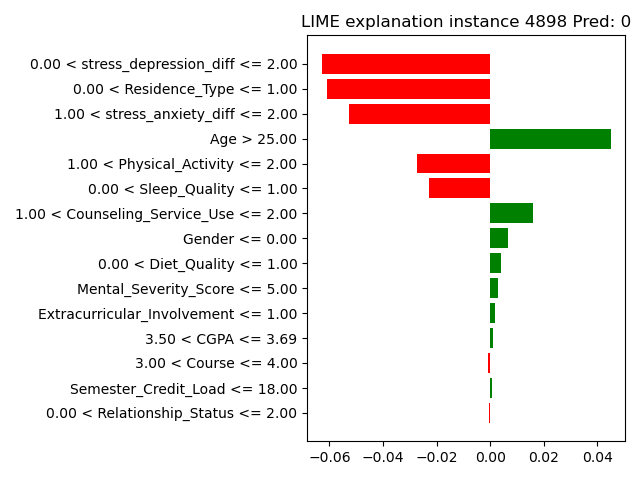 LIME explanation instance 4898 Pred: 0
0.00 < stress_depression_diff <= 2.00
0.00 < Residence_Type <= 1.00
1.00 < stress_anxiety_diff <= 2.00
Age > 25.00
1.00 < Physical_Activity <= 2.00
0.00 < Sleep_Quality <= 1.00
1.00 < Counseling_Service_Use <= 2.00
Gender <= 0.00
0.00 < Diet_Quality <= 1.00
Mental_Severity_Score <= 5.00
Extracurricular_Involvement <= 1.00
3.50 < CGPA <= 3.69
3.00 < Course <= 4.00
Semester_Credit_Load <= 18.00
0.00 < Relationship_Status <= 2.00
−0.06 −0.04 −0.02 0.00 0.02 0.04